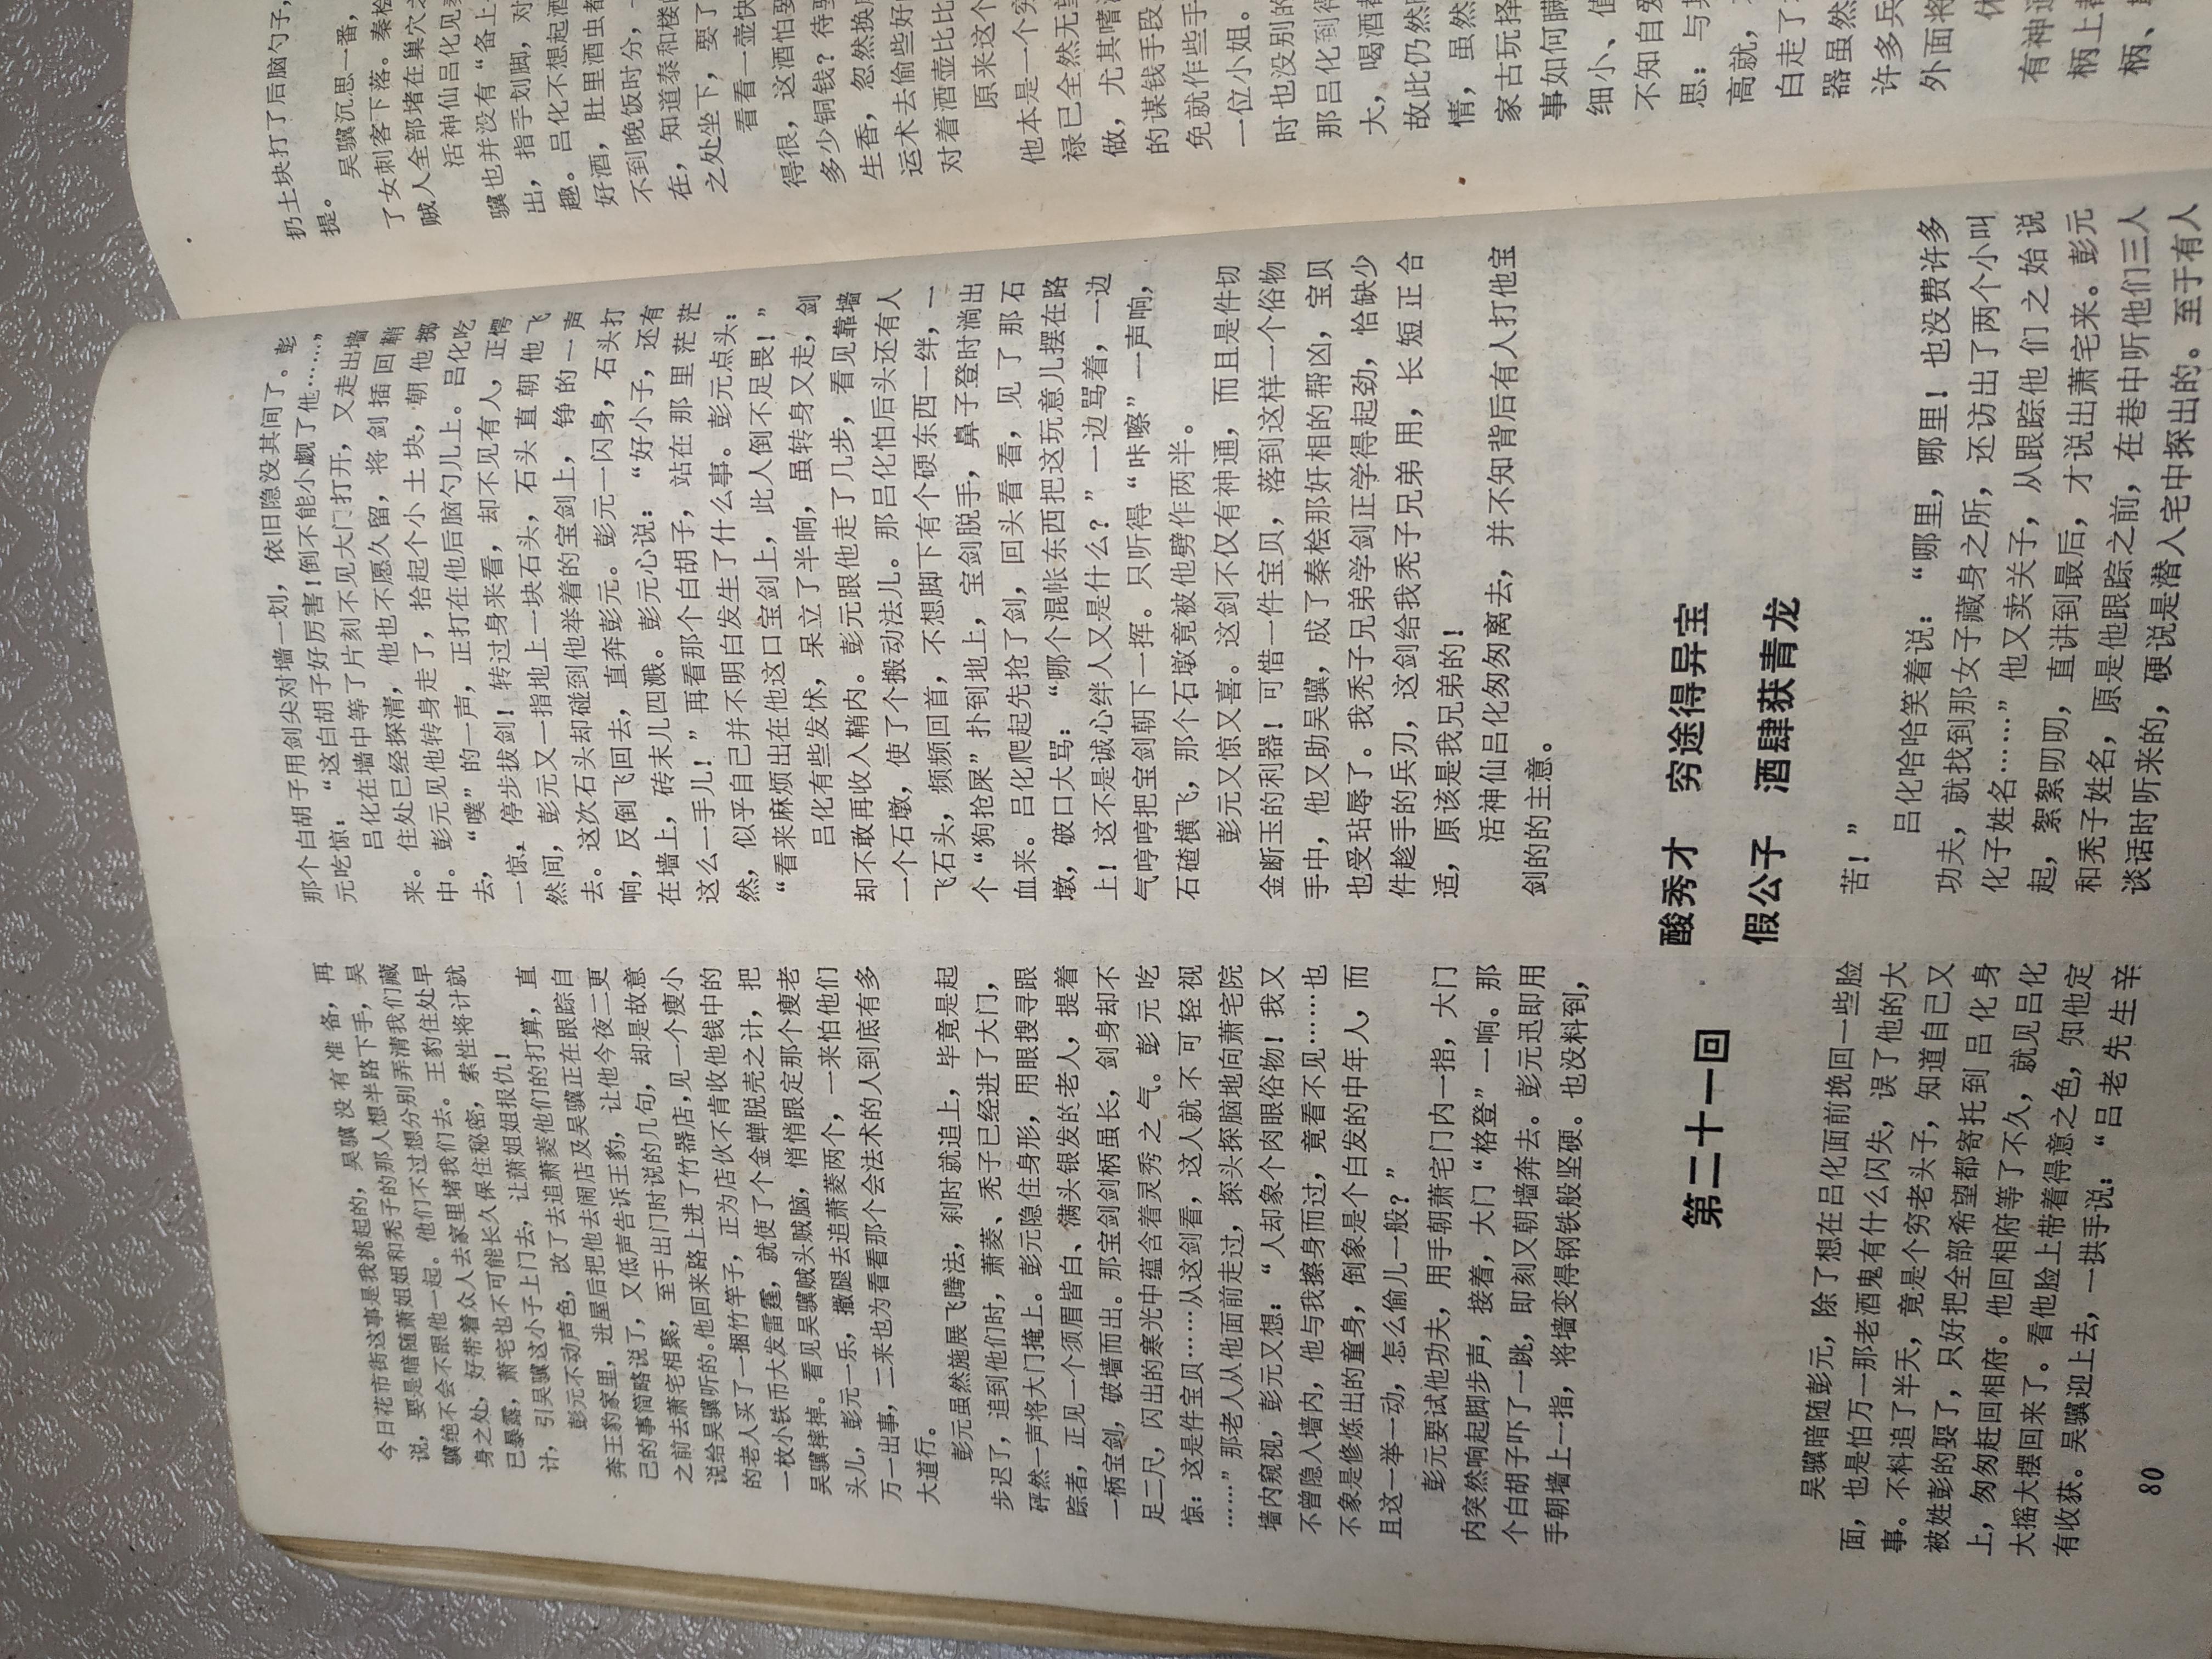 今日花市街这事是我挑起的，吴骥没有准备，再
说，要是暗随萧姐姐和秃子的那人想半路下手，吴
骥绝不会不跟他一起。他们不过想分别弄清我们藏
身之处，好带着众人去家里堵我们去。王豹住处早
已暴露，萧宅也不可能长久保住秘密，索性将计就
计，引吴骥这小子上门去，让萧姐姐报仇！
彭元不动声色，改了去追萧菱他们的打算，直
奔王豹家里，进屋后把他去闹店及吴骥正在跟踪自
己的事简略说了，又低声告诉王豹，让他今夜二更
之前去萧宅相聚，至于出门时说的几句，却是故意
说给吴骥听的。他回来路上进了竹器店，见一个瘦小
的老人买了一捆竹竿子，正为店伙不肯收他钱中的
一枚小铁币大发雷霆，就使了个金蝉脱壳之计，把
吴骥摔掉。看见吴骥贼头贼脑，悄悄跟定那个瘦老
头儿，彭元一乐，撒腿去追萧菱两个，一来怕他们
万一出事，二来也为看看那个会法术的人到底有多
大道行。
彭元虽然施展飞腾法，刹时就追上，毕竟是起
步迟了，追到他们时，萧菱、秃子已经进了大门，
砰然一声将大门掩上。彭元隐住身形，用眼搜寻跟
踪者，正见一个须眉皆白、满头银发的老人，提着
一柄宝剑，破墙而出。那宝剑剑柄虽长，剑身却不
足二尺，闪出的寒光中蕴含着灵秀之气。彭元吃
惊：这是件宝贝……从这剑看，这人就不可轻视
……”那老人从他面前走过，探头探脑地向萧宅院
墙内窥视，彭元又想：“人却象个肉眼俗物！我又
不曾隐入墙内，他与我擦身而过，竟看不见……也
不象是修炼出的童身，倒象是个白发的中年人，而
且这一举一动，怎么偷儿一般？”
彭元要试他功夫，用手朝萧宅门内一指，大门
内突然响起脚步声，接着，大门“格登”一响。那
个白胡子吓了一跳，即刻又朝墙奔去。彭元迅即用
手朝墙上一指，将墙变得钢铁般坚硬。也没料到，
那个白胡子用剑尖对墙一划，依旧隐没其间了。彭
元吃惊：“这白胡子好厉害！倒不能小觑了他……”
吕化在墙中等了片刻不见大门打开，又走出墙
来。住处已经探清，他也不愿久留，将剑插回鞘
中。彭元见他转身走了，拾起个小土块，朝他掷
去，“噗”的一声，正打在他后脑勺儿上。吕化吃
一惊，停步拔剑！转过身来看，却不见有人，正愕
然间，彭元又一指地上一块石头，石头直朝他飞
去。这次石头却碰到他举着的宝剑上，铮的一声
响，反倒飞回去，直奔彭元。彭元一闪身，石头打
在墙上，砖末儿四溅。彭元心说：“好小子，还有
这么一手儿！”再看那个白胡子，站在那里茫茫
然，似乎自己并不明白发生了什么事。彭元点头：
“看来麻烦出在他这口宝剑上，此人倒不足畏！”
吕化有些发怵，呆立了半响，虽转身又走，剑
却不敢再收入鞘内。彭元跟他走了几步，看见靠墙
一个石墩，使了个搬动法儿。那吕化怕后头还有人
飞石头，频频回首，不想脚下有个硬东西一绊，一
个“狗抢屎”扑到地上，宝剑脱手，鼻子登时淌出
血来。吕化爬起先抢了剑，回头看看，见了那石
墩，破口大骂：“哪个混帐东西把这玩意儿摆在路
上！这不是诚心绊人又是什么？”一边骂着，一边
气哼哼把宝剑朝下一挥。只听得“咔嚓”一声响，
石碴横飞，那个石墩竟被他劈作两半。
彭元又惊又喜。这剑不仅有神通，而且是件切
金断玉的利器！可惜一件宝贝，落到这样一个俗物
手中，他又助吴骥，成了秦桧那奸相的帮凶，宝贝
也受玷辱了。我秃子兄弟学剑正学得起劲，恰缺少
件趁手的兵刃，这剑给我秃子兄弟用，长短正合
适，原该是我兄弟的！
活神仙吕化匆匆离去，并不知背后有人打他宝
剑的的主意。
第二十一回
酸秀才　穷途得异宝
假公子　酒肆获青龙
吴骥暗随彭元，除了想在吕化面前挽回一些脸
面，也是怕万一那老酒鬼有什么闪失，误了他的大
事。不料追了半天，竟是个穷老头子，知道自己又
被姓彭的耍了，只好把全部希望都寄托到吕化身
上，匆匆赶回相府。他回相府等了不久，就见吕化
大摇大摆回来了。看他脸上带着得意之色，知他定
有收获。吴骥迎上去，一拱手说：“吕老先生辛
苦！”
吕化哈哈笑着说：“哪里，哪里！也没费许多
功夫，就找到那女子藏身之所，还访出了两个小叫
化子姓名……”他又卖关子，从跟踪他们之始说
起，絮絮叨叨，直讲到最后，才说出萧宅来。彭元
和秃子姓名，原是他跟踪之前，在巷中听他们三人
谈话时听来的，硬说是潜入宅中探出的。至于有人
80
扔土块打了后脑勺子，
提。
吴骥沉思一番，
了女刺客下落。秦桧
贼人全部堵在巢穴之
活神仙吕化见
骥也并没有“备上
出，指手划脚，对
趣。吕化不想起酒
好酒，肚里酒虫都
不到晚饭时分，
在，知道泰和楼
之处坐下，要了
看看一壶快
得很，这酒怕要
多少铜钱？待
生香，忽然换
运术去偷些好
对着酒壶比比
原来这个
他本是一个穷
禄已全然无望
做，尤其嗜
的谋钱手段
免就作些手
一位小姐。
时也没别的
那吕化到得
大，喝酒都
故此仍然
情，虽然
家古玩择
事如何瞒
细小、值
不知自爱
思：与其
高就，
白走了
器虽然
许多兵
外面将
休
有神通
柄上
柄、